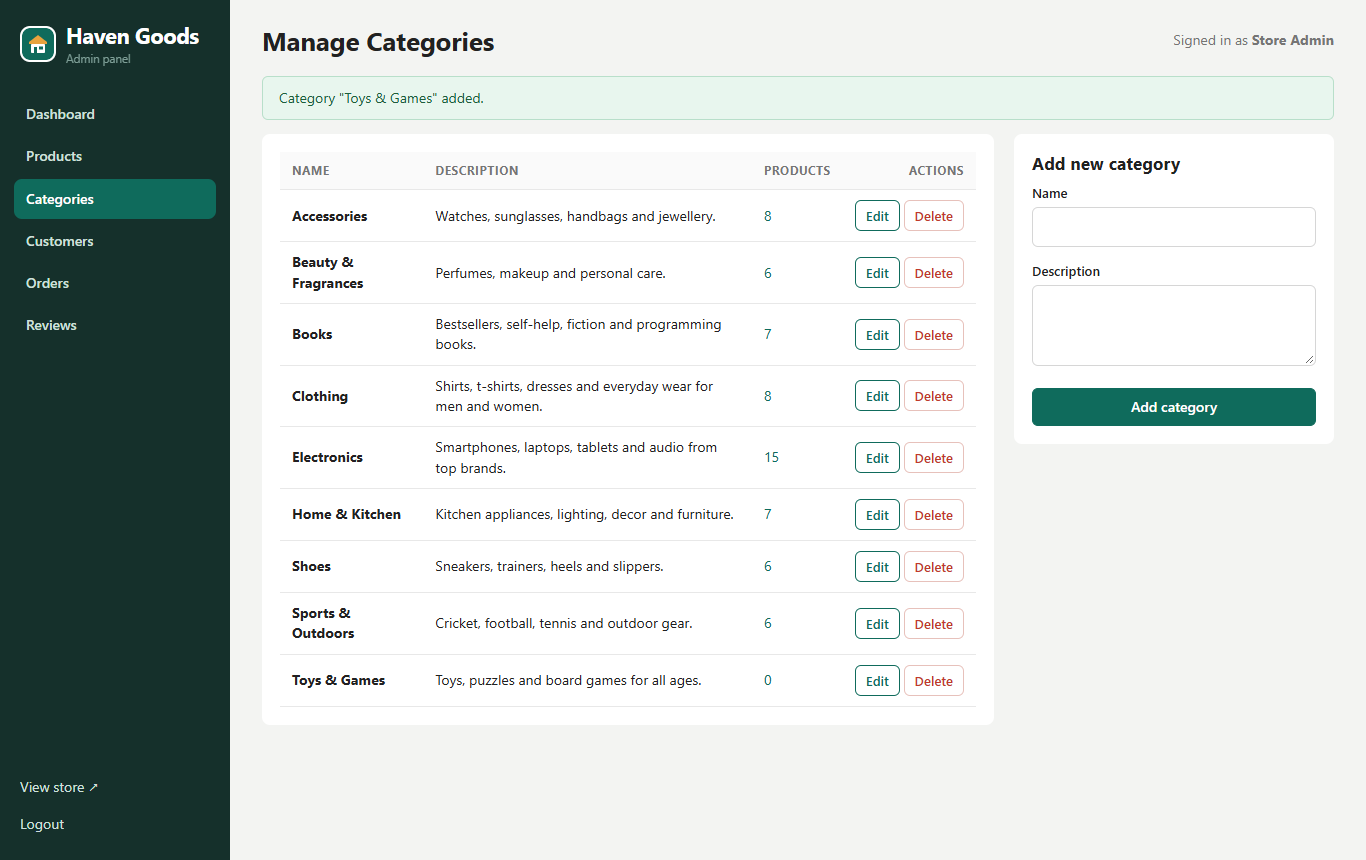 Haven Goods
Admin panel
Dashboard
Products
Categories
Customers
Orders
Reviews
View store ↗
Logout
Manage Categories
Signed in as Store Admin
Category "Toys & Games" added.
NAME DESCRIPTION PRODUCTS ACTIONS
Accessories Watches, sunglasses, handbags and jewellery. 8 Edit Delete
Beauty &
Fragrances Perfumes, makeup and personal care. 6 Edit Delete
Books Bestsellers, self-help, fiction and programming
books. 7 Edit Delete
Clothing Shirts, t-shirts, dresses and everyday wear for
men and women. 8 Edit Delete
Electronics Smartphones, laptops, tablets and audio from
top brands. 15 Edit Delete
Home & Kitchen Kitchen appliances, lighting, decor and furniture. 7 Edit Delete
Shoes Sneakers, trainers, heels and slippers. 6 Edit Delete
Sports &
Outdoors Cricket, football, tennis and outdoor gear. 6 Edit Delete
Toys & Games Toys, puzzles and board games for all ages. 0 Edit Delete
Add new category
Name
Description
Add category